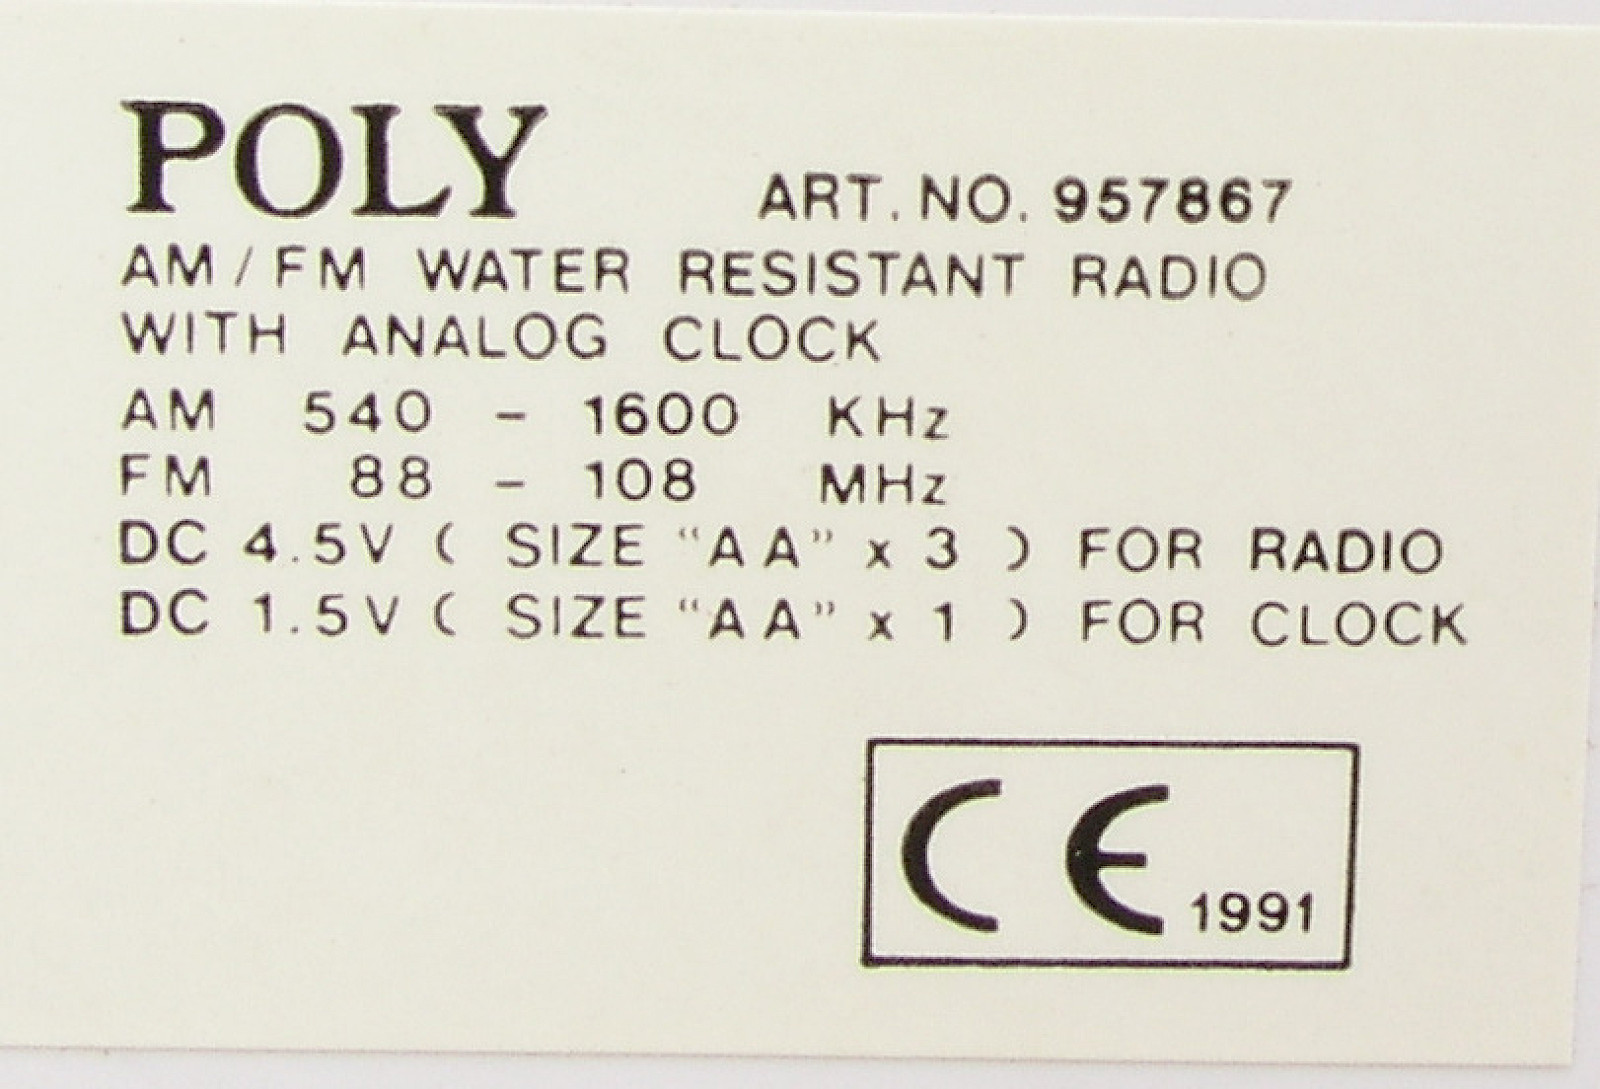 POLY ART. NO. 957867
AM / FM WATER RESISTANT RADIO
WITH ANALOG CLOCK
AM 540 - 1600 KHz
FM 88 - 108 MHz
DC 4.5V ( SIZE “AA” x 3 ) FOR RADIO
DC 1.5V ( SIZE “AA” x 1 ) FOR CLOCK
CE 1991